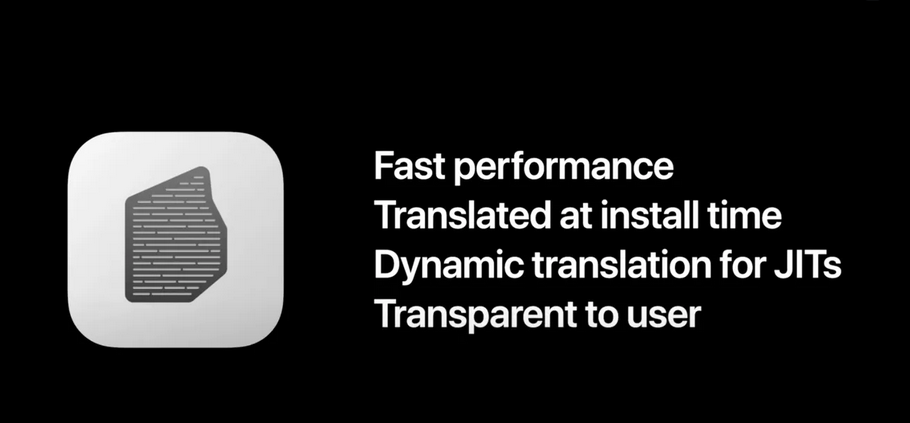 Fast performance
Translated at install time
Dynamic translation for JITs
Transparent to user